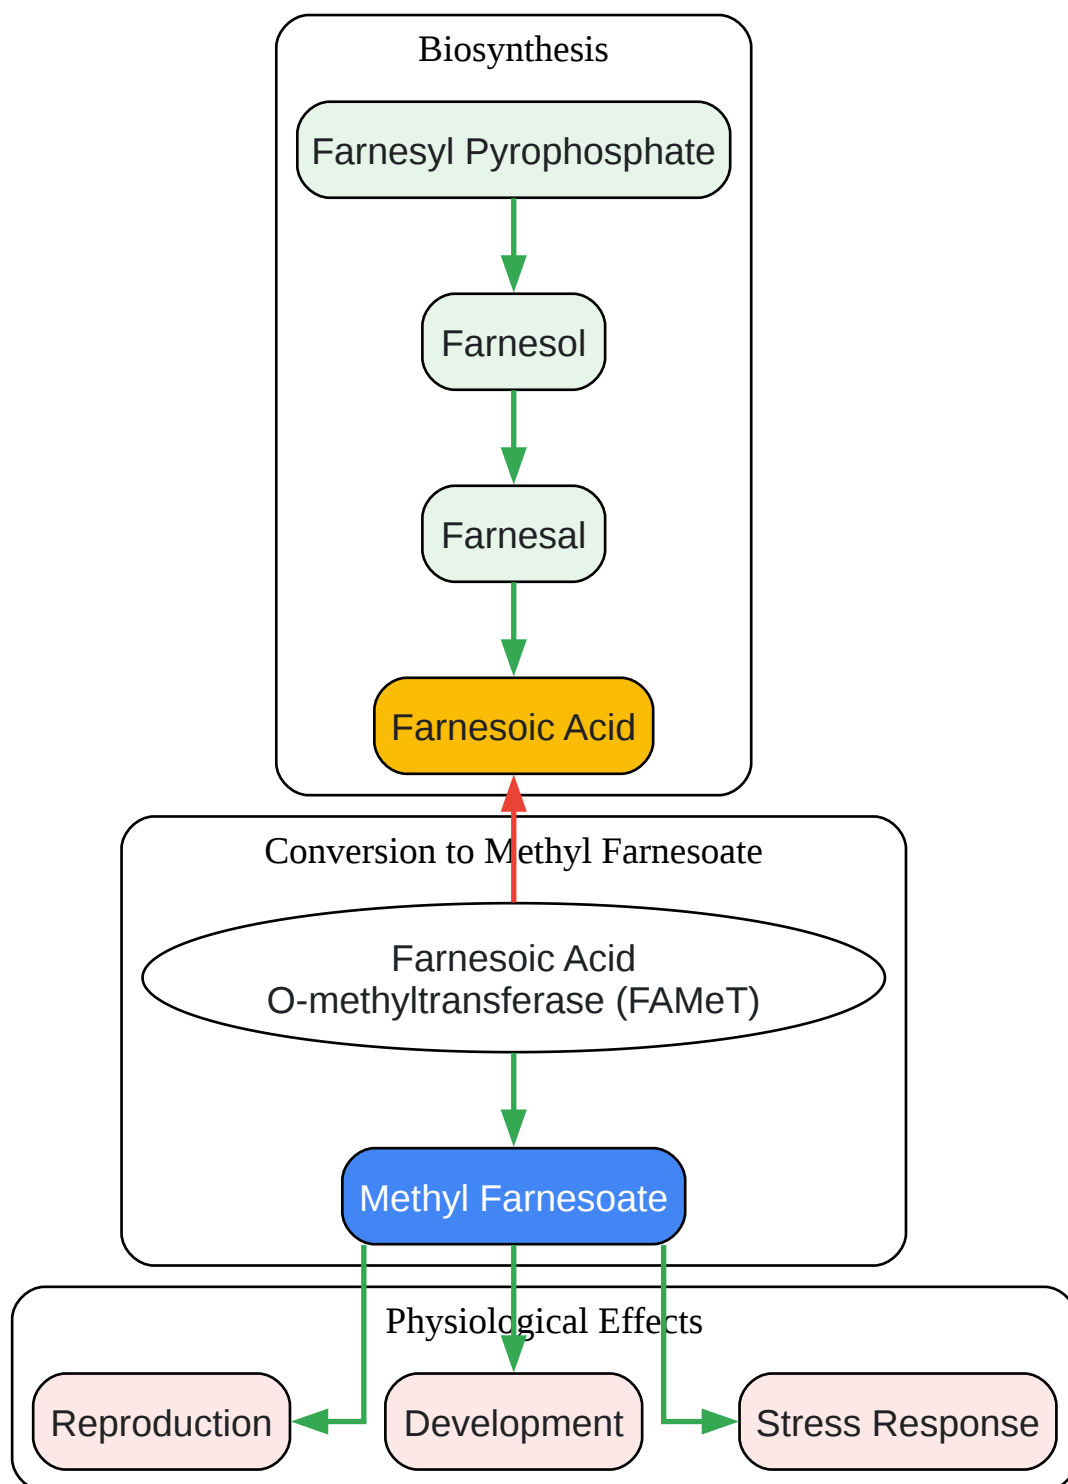 Biosynthesis
Farnesyl Pyrophosphate
Farnesol
Farnesal
Farnesoic Acid
Conversion to Methyl Farnesoate
Farnesoic Acid
O-methyltransferase (FAMeT)
Methyl Farnesoate
Physiological Effects
Reproduction
Development
Stress Response